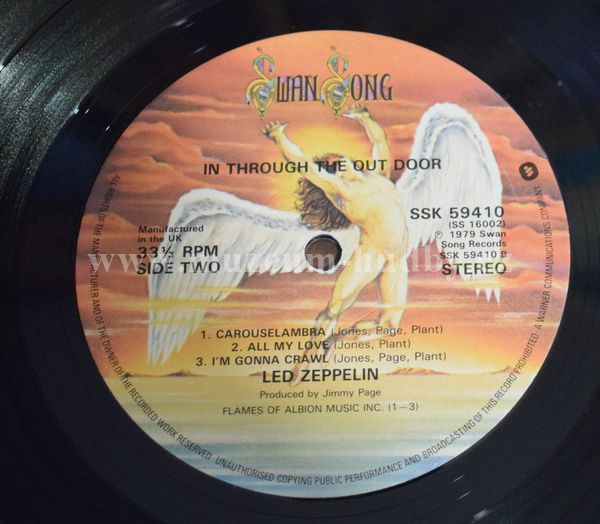 SWAN SONG
IN THROUGH THE OUT DOOR
Manufactured
in the UK
33⅓ RPM
SIDE TWO
SSK 59410
(SS 16002)
℗ 1979 Swan
Song Records
SSK 59410 B
STEREO
1. CAROUSELAMBRA (Jones, Page, Plant)
2. ALL MY LOVE (Jones, Page, Plant)
3. I'M GONNA CRAWL (Jones, Page, Plant)
LED ZEPPELIN
Produced by Jimmy Page
FLAMES OF ALBION MUSIC INC. (1—3)
ALL RIGHTS OF THE MANUFACTURER AND OF THE OWNER OF THE RECORDED WORK RESERVED. UNAUTHORISED COPYING PUBLIC PERFORMANCE AND BROADCASTING OF THIS RECORD PROHIBITED. A WARNER COMMUNICATIONS COMPANY.